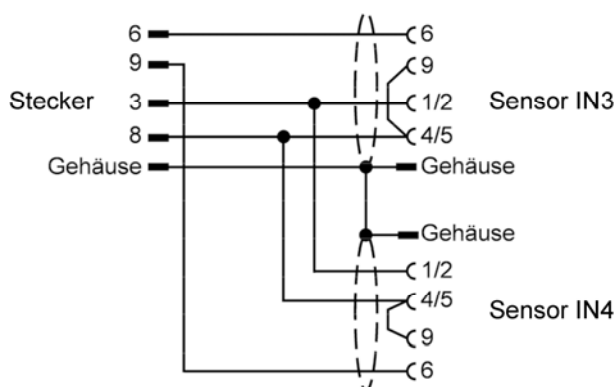 6 6
9 9
Stecker 3 1/2 Sensor IN3
8 4/5
Gehäuse Gehäuse
Gehäuse
1/2
4/5 Sensor IN4
9
6